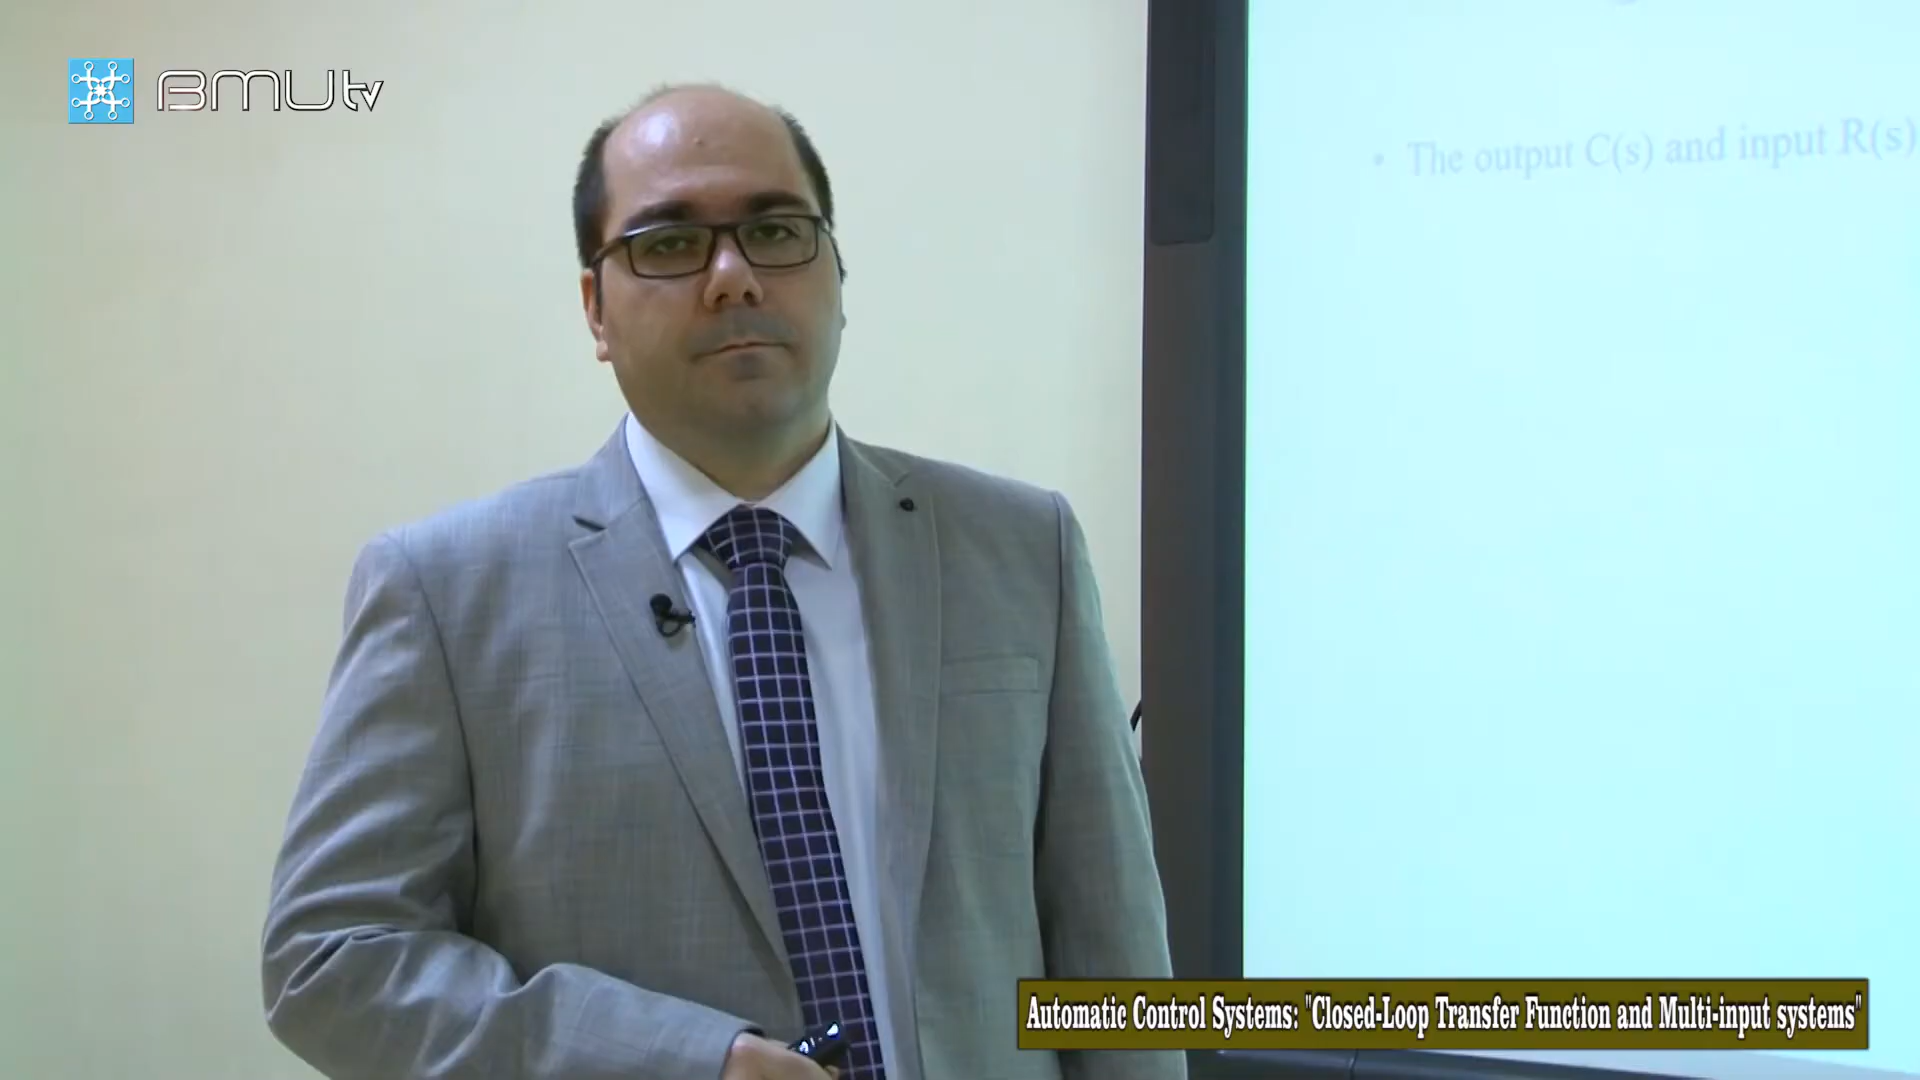 BMUtv
• The output C(s) and input R(s)
Automatic Control Systems: "Closed-Loop Transfer Function and Multi-input systems"